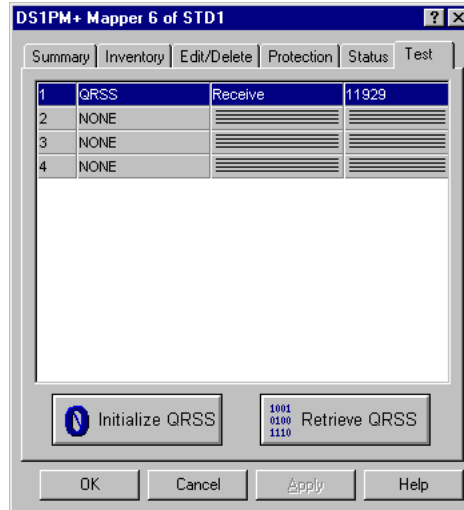 DS1PM+ Mapper 6 of STD1
Summary Inventory Edit/Delete Protection Status Test
1 QRSS Receive 11929
2 NONE
3 NONE
4 NONE
0 Initialize QRSS 1001 0100 1110 Retrieve QRSS
OK Cancel Apply Help